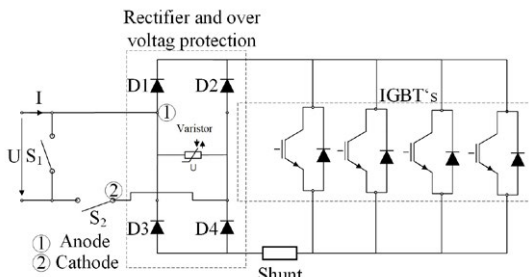 Rectifier and over
voltag protection
D1 D2
I
① IGBT's
Varistor
U S₁
U
②
S₂
D3 D4
① Anode
② Cathode
Shunt